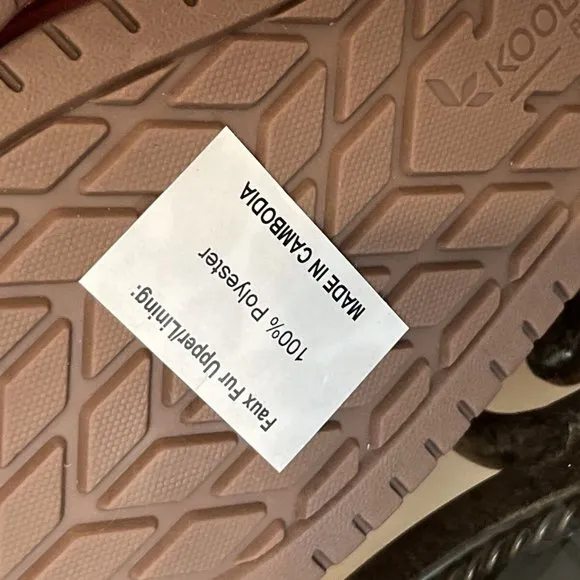 Faux Fur Upper/Lining:
100% Polyester
MADE IN CAMBODIA